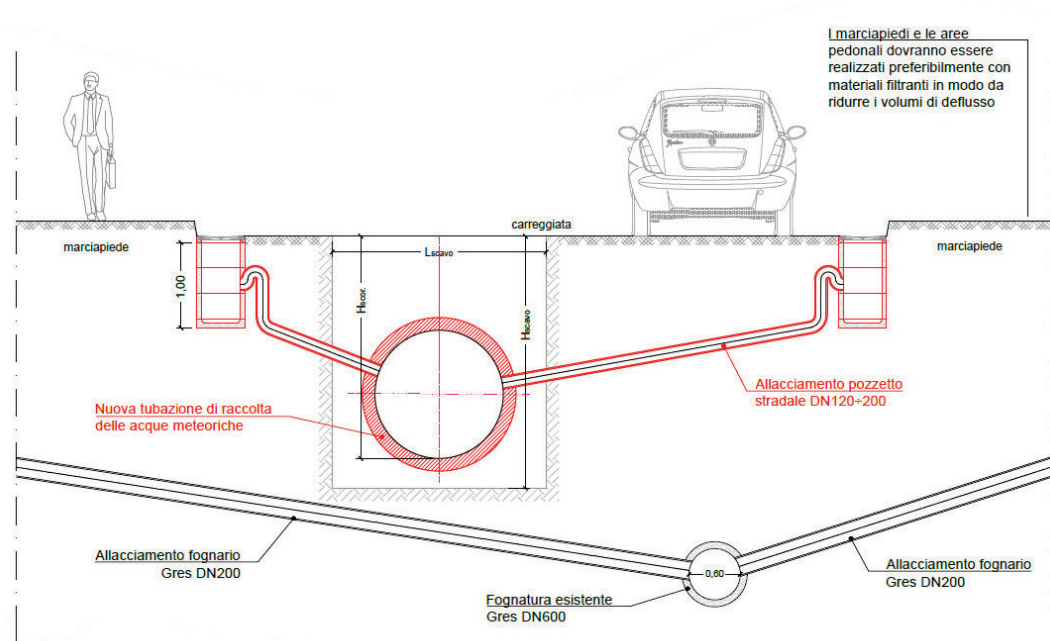 I marciapiedi e le aree
pedonali dovranno essere
realizzati preferibilmente con
materiali filtranti in modo da
ridurre i volumi di deflusso
carreggiata
marciapiede
marciapiede
Lscavo
1,00
Hscor.
Hscavo
Allacciamento pozzetto
stradale DN120÷200
Nuova tubazione di raccolta
delle acque meteoriche
Allacciamento fognario
Gres DN200
0,60
Allacciamento fognario
Gres DN200
Fognatura esistente
Gres DN600